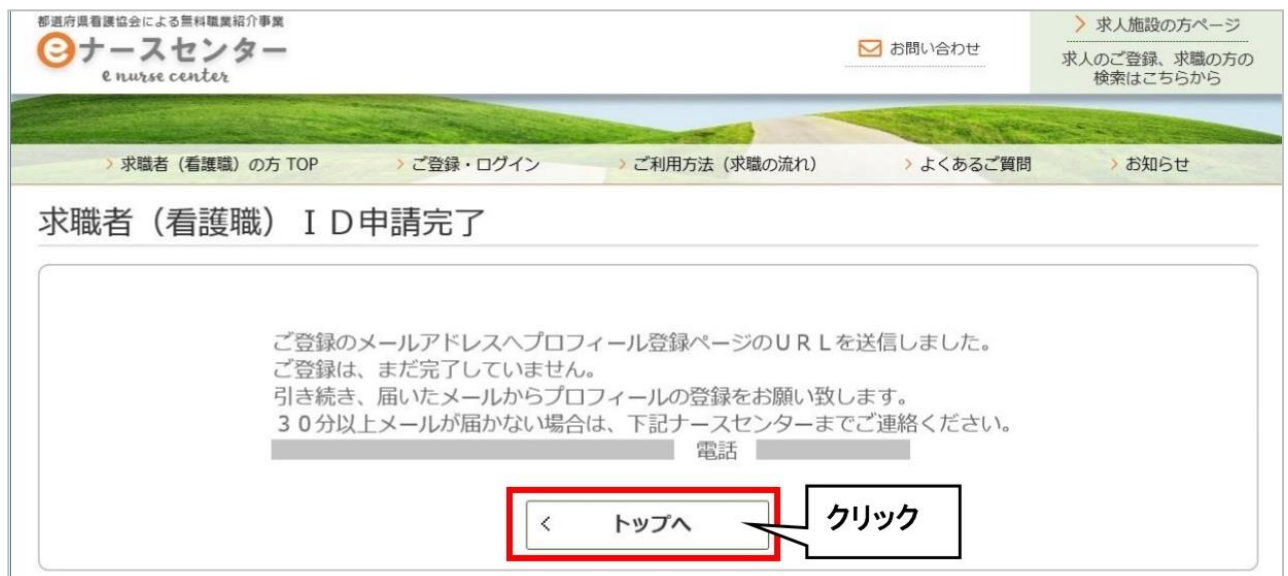 都道府県看護協会による無料職業紹介事業
eナースセンター
e nurse center
お問い合わせ
> 求人施設の方ページ
求人のご登録、求職の方の
検索はこちらから
> 求職者（看護職）の方 TOP > ご登録・ログイン > ご利用方法（求職の流れ） > よくあるご質問 > お知らせ
求職者（看護職）ＩＤ申請完了
ご登録のメールアドレスへプロフィール登録ページのＵＲＬを送信しました。
ご登録は、まだ完了していません。
引き続き、届いたメールからプロフィールの登録をお願い致します。
３０分以上メールが届かない場合は、下記ナースセンターまでご連絡ください。
電話
< トップへ
クリック